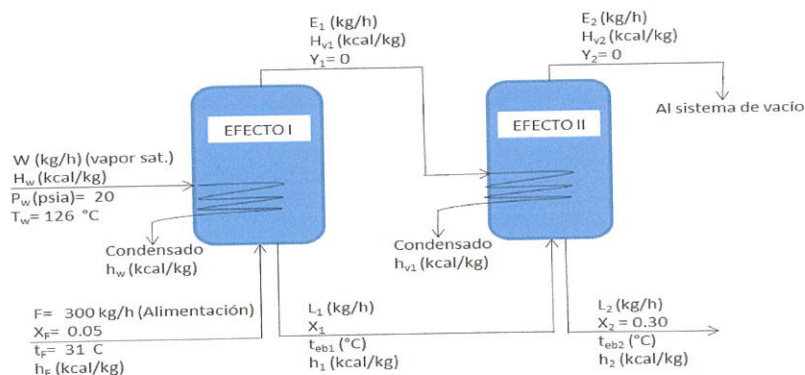 E₁ (kg/h)
Hᵥ₁ (kcal/kg)
Y₁= 0
E₂ (kg/h)
Hᵥ₂ (kcal/kg)
Y₂= 0
Al sistema de vacío
EFECTO I
EFECTO II
W (kg/h) (vapor sat.)
H_w (kcal/kg)
P_w (psia)= 20
T_w= 126 °C
Condensado
h_w (kcal/kg)
Condensado
hᵥ₁ (kcal/kg)
F= 300 kg/h (Alimentación)
X_F= 0.05
t_F= 31 C
h_F (kcal/kg)
L₁ (kg/h)
X₁
t_eb1 (°C)
h₁ (kcal/kg)
L₂ (kg/h)
X₂ = 0.30
t_eb2 (°C)
h₂ (kcal/kg)